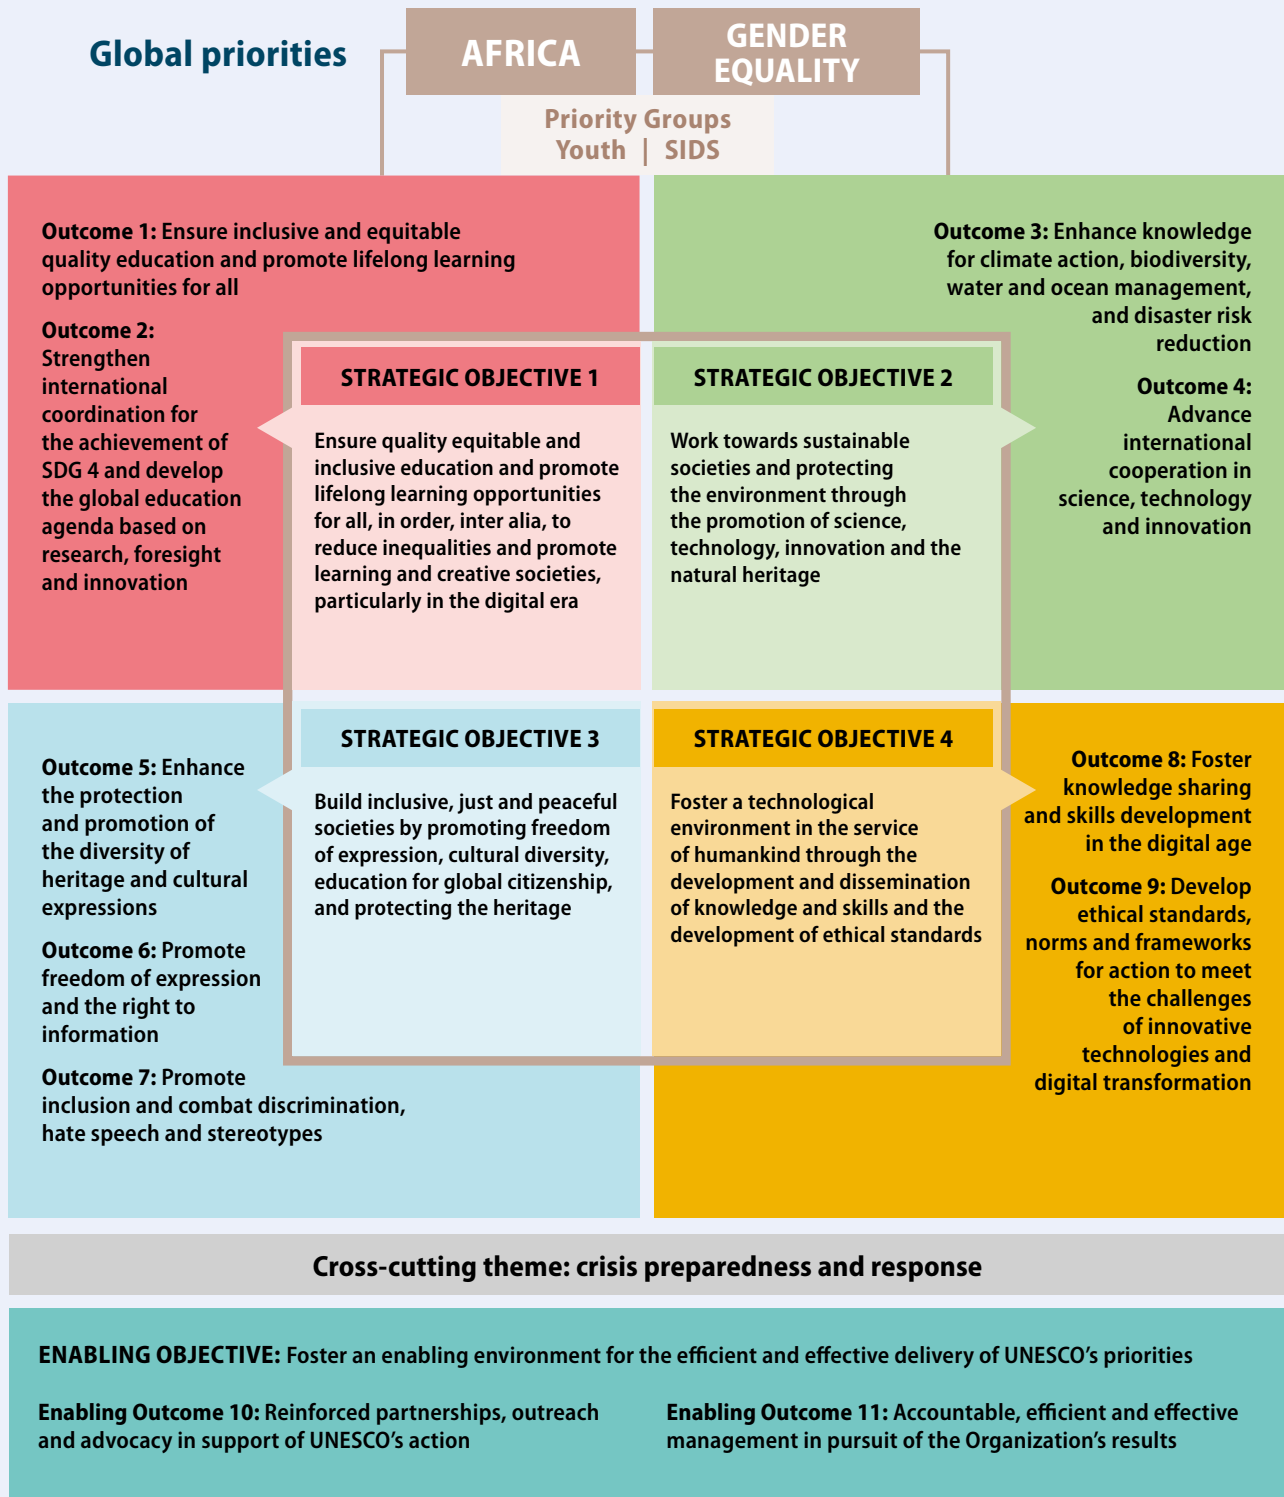 Global priorities
AFRICA
GENDER
EQUALITY
Priority Groups
Youth | SIDS
Outcome 1: Ensure inclusive and equitable
quality education and promote lifelong learning
opportunities for all
Outcome 2:
Strengthen
international
coordination for
the achievement of
SDG 4 and develop
the global education
agenda based on
research, foresight
and innovation
STRATEGIC OBJECTIVE 1
Ensure quality equitable and
inclusive education and promote
lifelong learning opportunities
for all, in order, inter alia, to
reduce inequalities and promote
learning and creative societies,
particularly in the digital era
Outcome 3: Enhance knowledge
for climate action, biodiversity,
water and ocean management,
and disaster risk
reduction
Outcome 4:
Advance
international
cooperation in
science, technology
and innovation
STRATEGIC OBJECTIVE 2
Work towards sustainable
societies and protecting
the environment through
the promotion of science,
technology, innovation and the
natural heritage
Outcome 5: Enhance
the protection
and promotion of
the diversity of
heritage and cultural
expressions
Outcome 6: Promote
freedom of expression
and the right to
information
Outcome 7: Promote
inclusion and combat discrimination,
hate speech and stereotypes
STRATEGIC OBJECTIVE 3
Build inclusive, just and peaceful
societies by promoting freedom
of expression, cultural diversity,
education for global citizenship,
and protecting the heritage
STRATEGIC OBJECTIVE 4
Foster a technological
environment in the service
of humankind through the
development and dissemination
of knowledge and skills and the
development of ethical standards
Outcome 8: Foster
knowledge sharing
and skills development
in the digital age
Outcome 9: Develop
ethical standards,
norms and frameworks
for action to meet
the challenges
of innovative
technologies and
digital transformation
Cross-cutting theme: crisis preparedness and response
ENABLING OBJECTIVE: Foster an enabling environment for the efficient and effective delivery of UNESCO's priorities
Enabling Outcome 10: Reinforced partnerships, outreach
and advocacy in support of UNESCO's action
Enabling Outcome 11: Accountable, efficient and effective
management in pursuit of the Organization's results